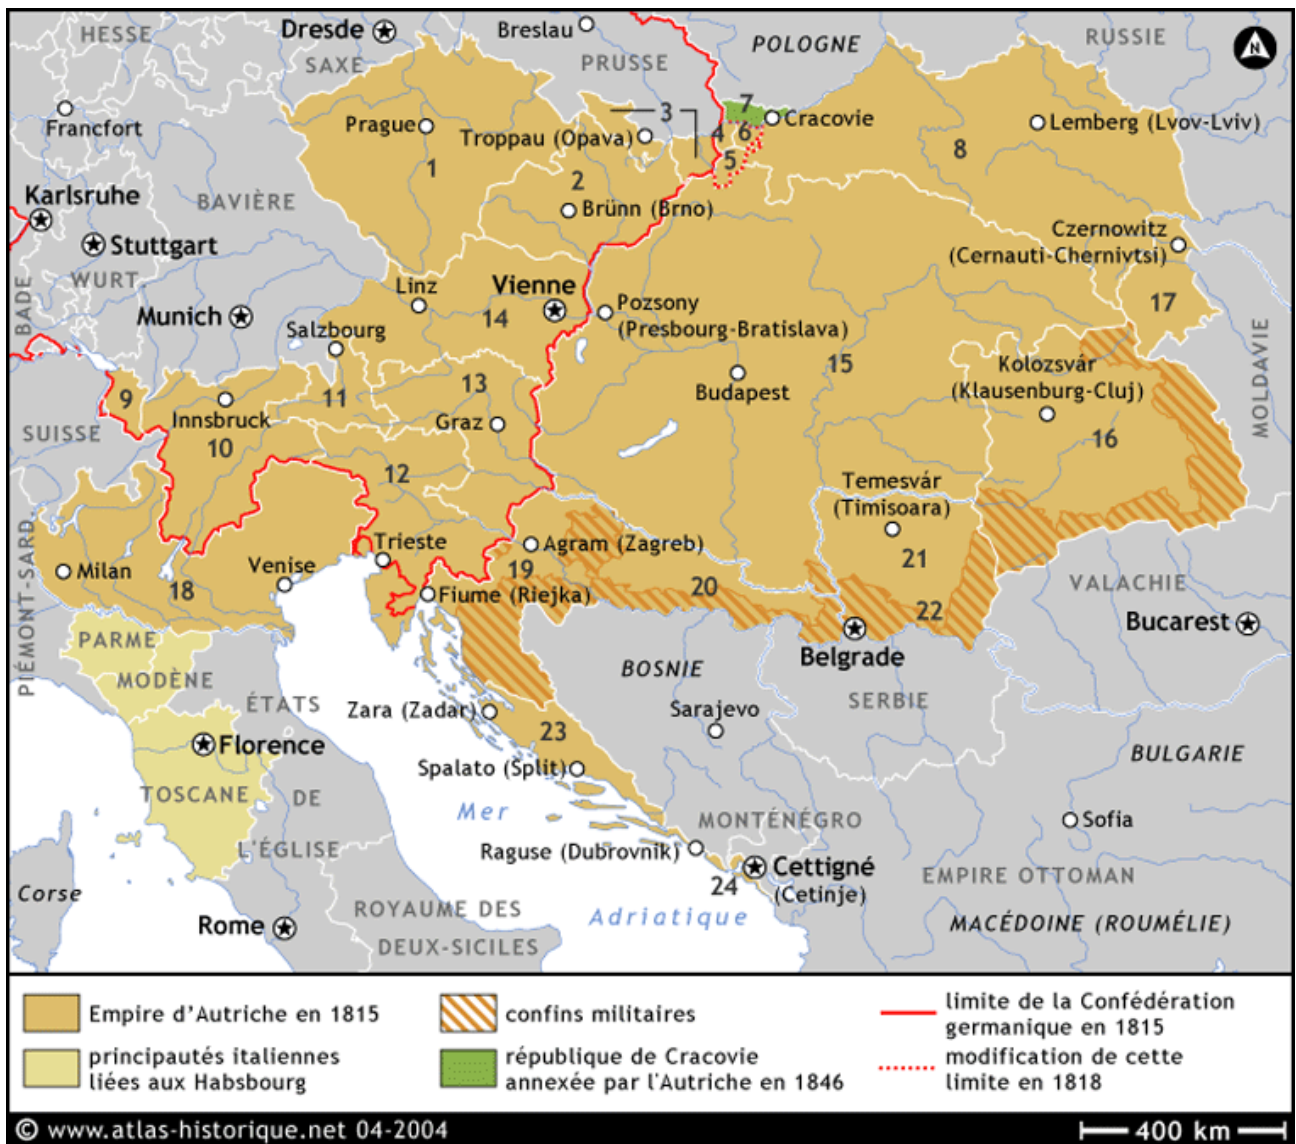 HESSE
Dresde
Breslau
POLOGNE
RUSSIE
N
SAXE
PRUSSE
Francfort
Prague
Troppau (Opava)
3
7
4
6
Cracovie
Lemberg (Lvov-Lviv)
1
2
5
8
Karlsruhe
BAVIÈRE
Brünn (Brno)
Stuttgart
Czernowitz
(Cernauti-Chernivtsi)
WURT.
BADE
Linz
Vienne
Pozsony
(Presbourg-Bratislava)
17
Munich
Salzbourg
14
15
Kolozsvár
(Klausenburg-Cluj)
MOLDAVIE
9
Innsbruck
11
13
Budapest
SUISSE
10
Graz
16
12
Temesvár
(Timisoara)
PIÉMONT-SARD.
Milan
Venise
Trieste
Agram (Zagreb)
21
18
19
Fiume (Riejka)
20
22
VALACHIE
PARME
Bucarest
BOSNIE
Belgrade
MODÈNE
ÉTATS
Zara (Zadar)
Sarajevo
SERBIE
Florence
23
BULGARIE
Spalato (Split)
TOSCANE
DE
Mer
MONTÉNÉGRO
Sofia
L'ÉGLISE
Raguse (Dubrovnik)
Cettigné
(Cetinje)
24
EMPIRE OTTOMAN
Corse
Rome
ROYAUME DES
DEUX-SICILES
Adriatique
MACÉDOINE (ROUMÉLIE)
Empire d'Autriche en 1815
confins militaires
limite de la Confédération
germanique en 1815
principautés italiennes
liées aux Habsbourg
république de Cracovie
annexée par l'Autriche en 1846
modification de cette
limite en 1818
© www.atlas-historique.net 04-2004
400 km